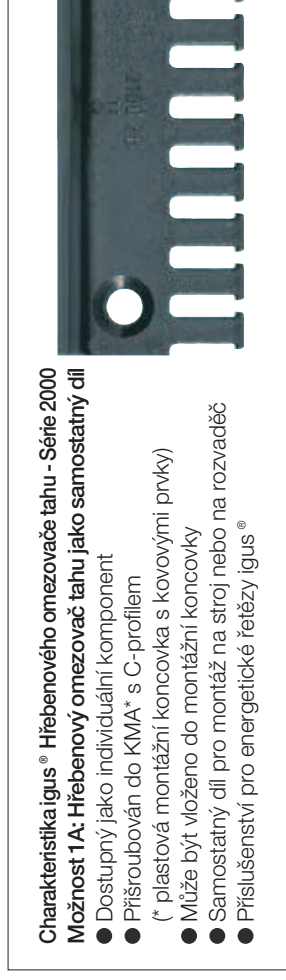 Charakteristika igus® Hřebenového omezovače tahu - Série 2000
Možnost 1A: Hřebenový omezovač tahu jako samostatný díl
● Dostupný jako individuální komponent
● Přišroubován do KMA* s C-profilem
(* plastová montážní koncovka s kovovými prvky)
● Může být vloženo do montážní koncovky
● Samostatný díl pro montáž na stroj nebo na rozvaděč
● Příslušenství pro energetické řetězy igus®